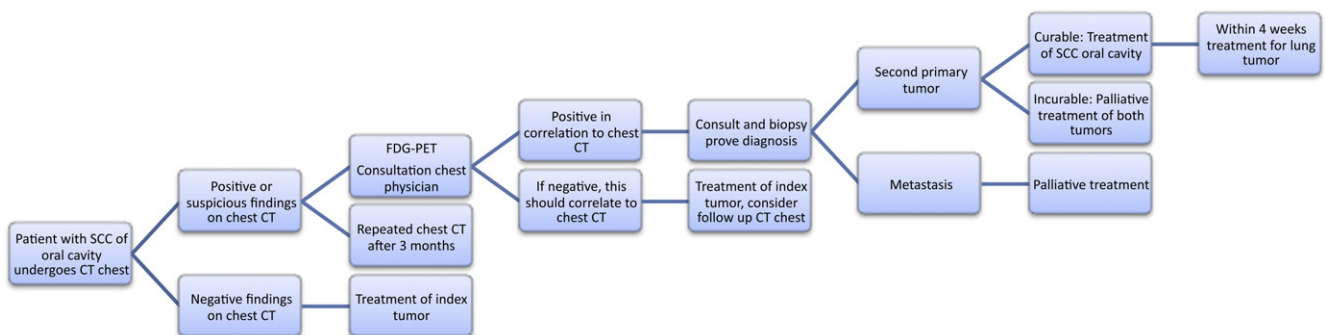 Patient with SCC of
oral cavity
undergoes CT chest
Positive or
suspicious findings
on chest CT
Negative findings
on chest CT
FDG-PET
Consultation chest
physician
Repeated chest CT
after 3 months
Treatment of index
tumor
Positive in
correlation to chest
CT
If negative, this
should correlate to
chest CT
Consult and biopsy
prove diagnosis
Treatment of index
tumor, consider
follow up CT chest
Second primary
tumor
Metastasis
Curable: Treatment
of SCC oral cavity
Incurable: Palliative
treatment of both
tumors
Palliative treatment
Within 4 weeks
treatment for lung
tumor